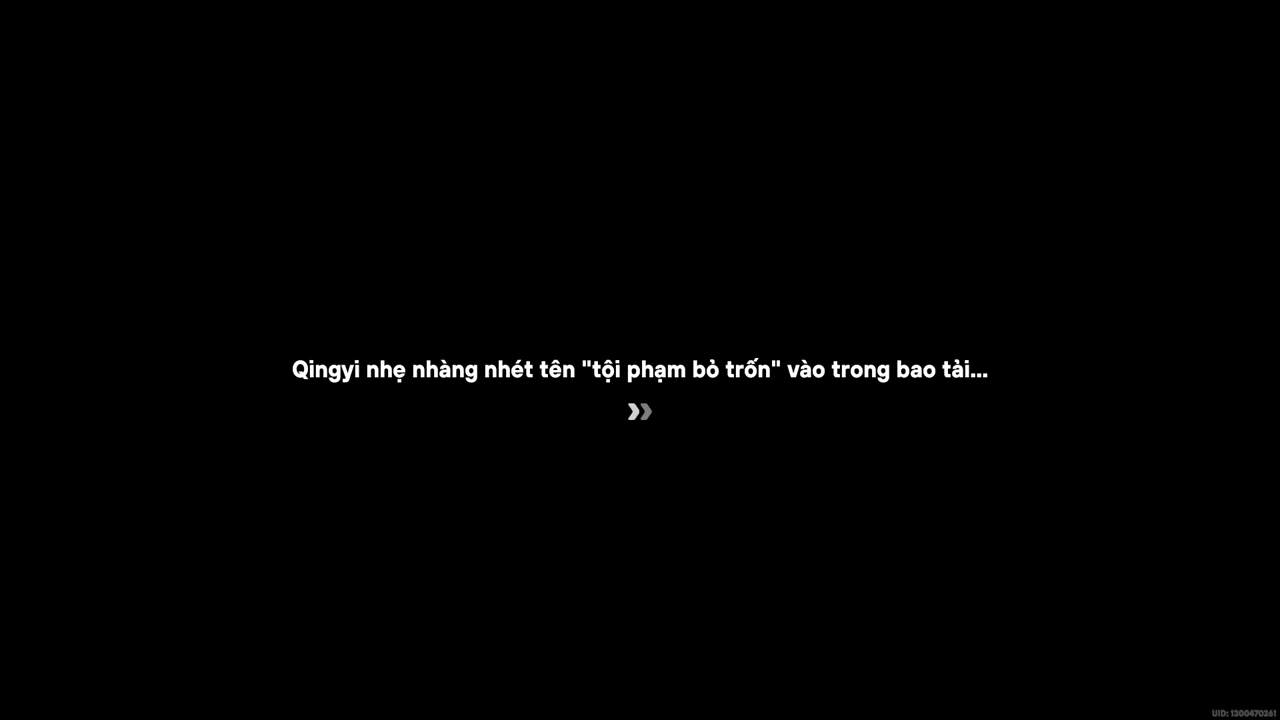 Qingyi nhẹ nhàng nhét tên "tội phạm bỏ trốn" vào trong bao tải...
UID: 1300470261